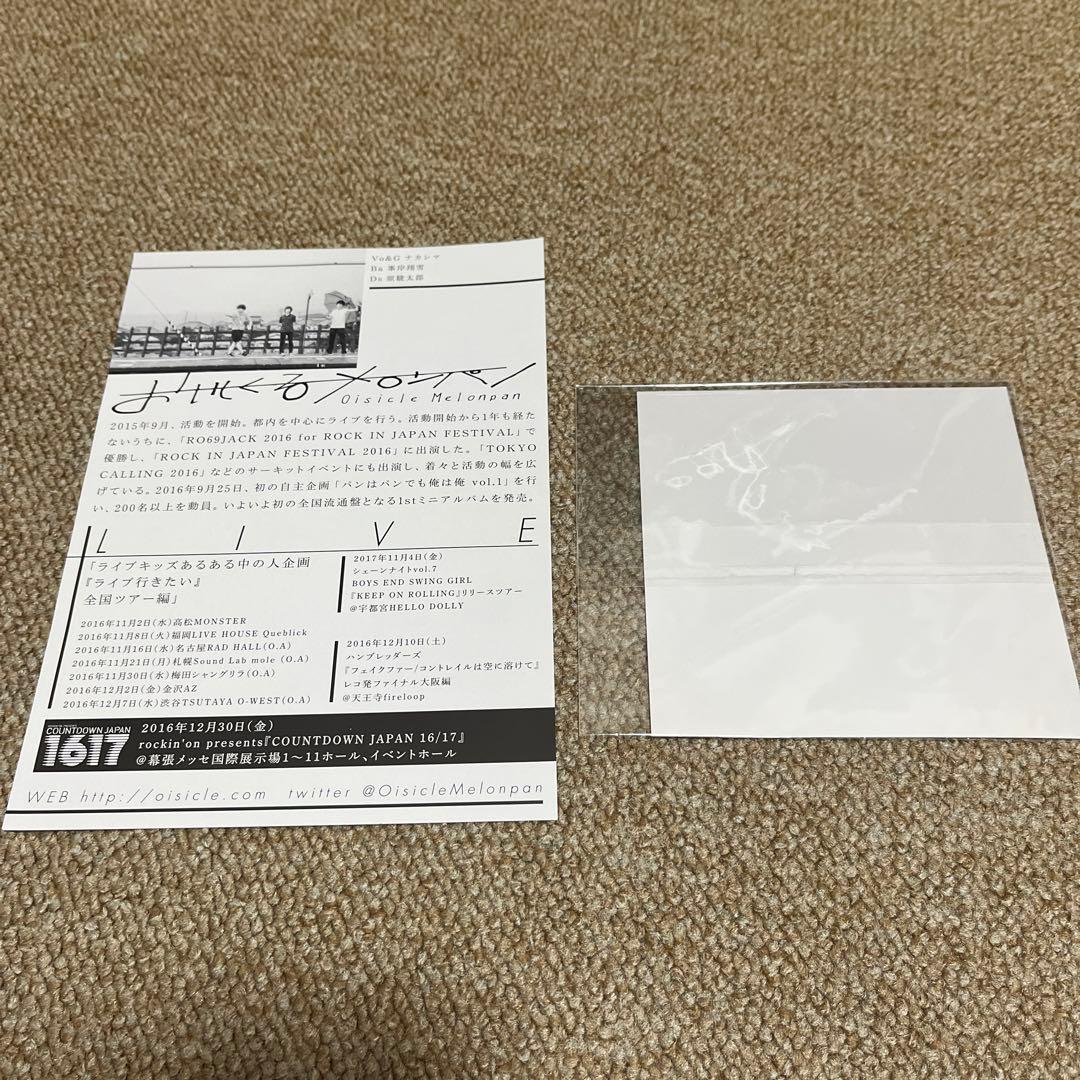 Vo&G ナカシマ
Ba 峯岸翔雪
Dr 原駿太郎
おいしくるメロンパン
Oisicle Melonpan
2015年9月、活動を開始。都内を中心にライブを行う。活動開始から1年も経た
ないうちに、「RO69JACK 2016 for ROCK IN JAPAN FESTIVAL」で
優勝し、「ROCK IN JAPAN FESTIVAL 2016」に出演した。「TOKYO
CALLING 2016」などのサーキットイベントにも出演し、着々と活動の幅を広
げている。2016年9月25日、初の自主企画「パンはパンでも俺は俺 vol.1」を行
い、200名以上を動員。いよいよ初の全国流通盤となる1stミニアルバムを発売。
LIVE
「ライブキッズあるある中の人企画
『ライブ行きたい』
全国ツアー編」
2016年11月2日(水)高松MONSTER
2016年11月8日(火)福岡LIVE HOUSE Queblick
2016年11月16日(水)名古屋RAD HALL(O.A)
2016年11月21日(月)札幌Sound Lab mole (O.A)
2016年11月30日(水)梅田シャングリラ(O.A)
2016年12月2日(金)金沢AZ
2016年12月7日(水)渋谷TSUTAYA O-WEST(O.A)
2017年11月4日(金)
シェーンナイトvol.7
BOYS END SWING GIRL
『KEEP ON ROLLING』リリースツアー
@宇都宮HELLO DOLLY
2016年12月10日(土)
ハンブレッダーズ
『フェイクファー/コントレイルは空に溶けて』
レコ発ファイナル大阪編
@天王寺fireloop
COUNTDOWN JAPAN
1617
2016年12月30日(金)
rockin'on presents『COUNTDOWN JAPAN 16/17』
@幕張メッセ国際展示場1〜11ホール、イベントホール
WEB http://oisicle.com twitter @OisicleMelonpan